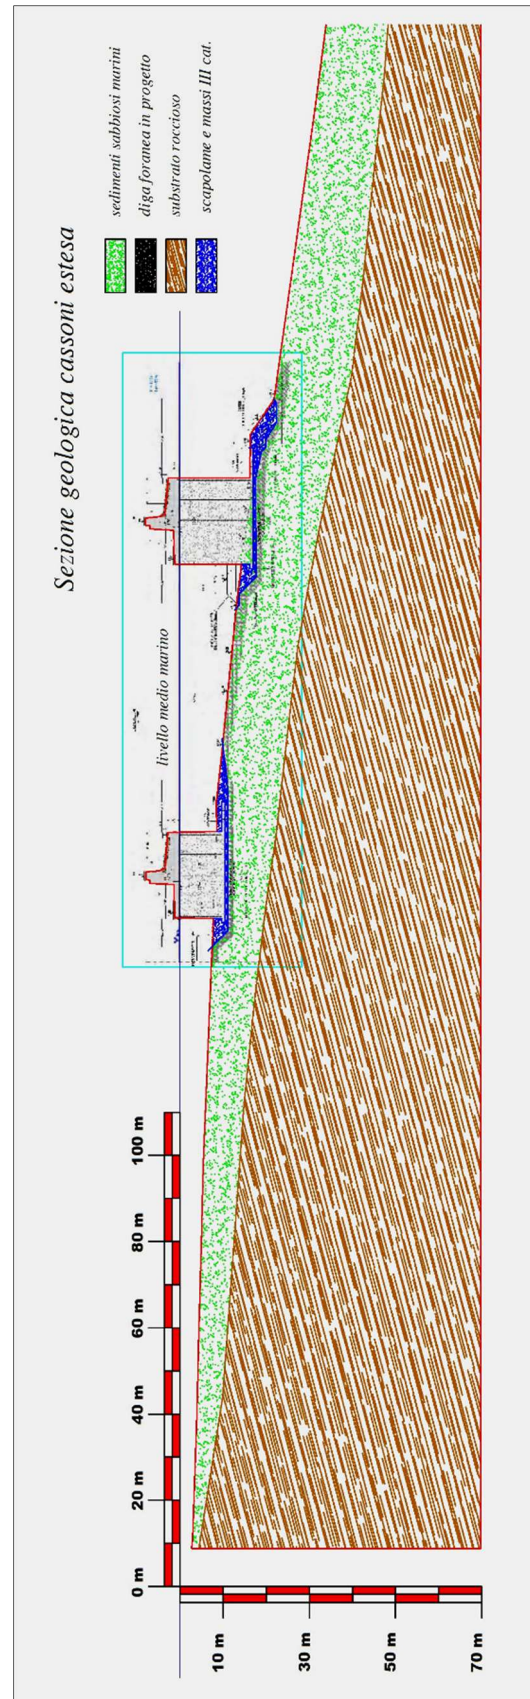 Sezione geologica cassoni estesa
sedimenti sabbiosi marini
diga foranea in progetto
substrato roccioso
scapolame e massi III cat.
livello medio marino
0 m
20 m
40 m
60 m
80 m
100 m
10 m
30 m
50 m
70 m